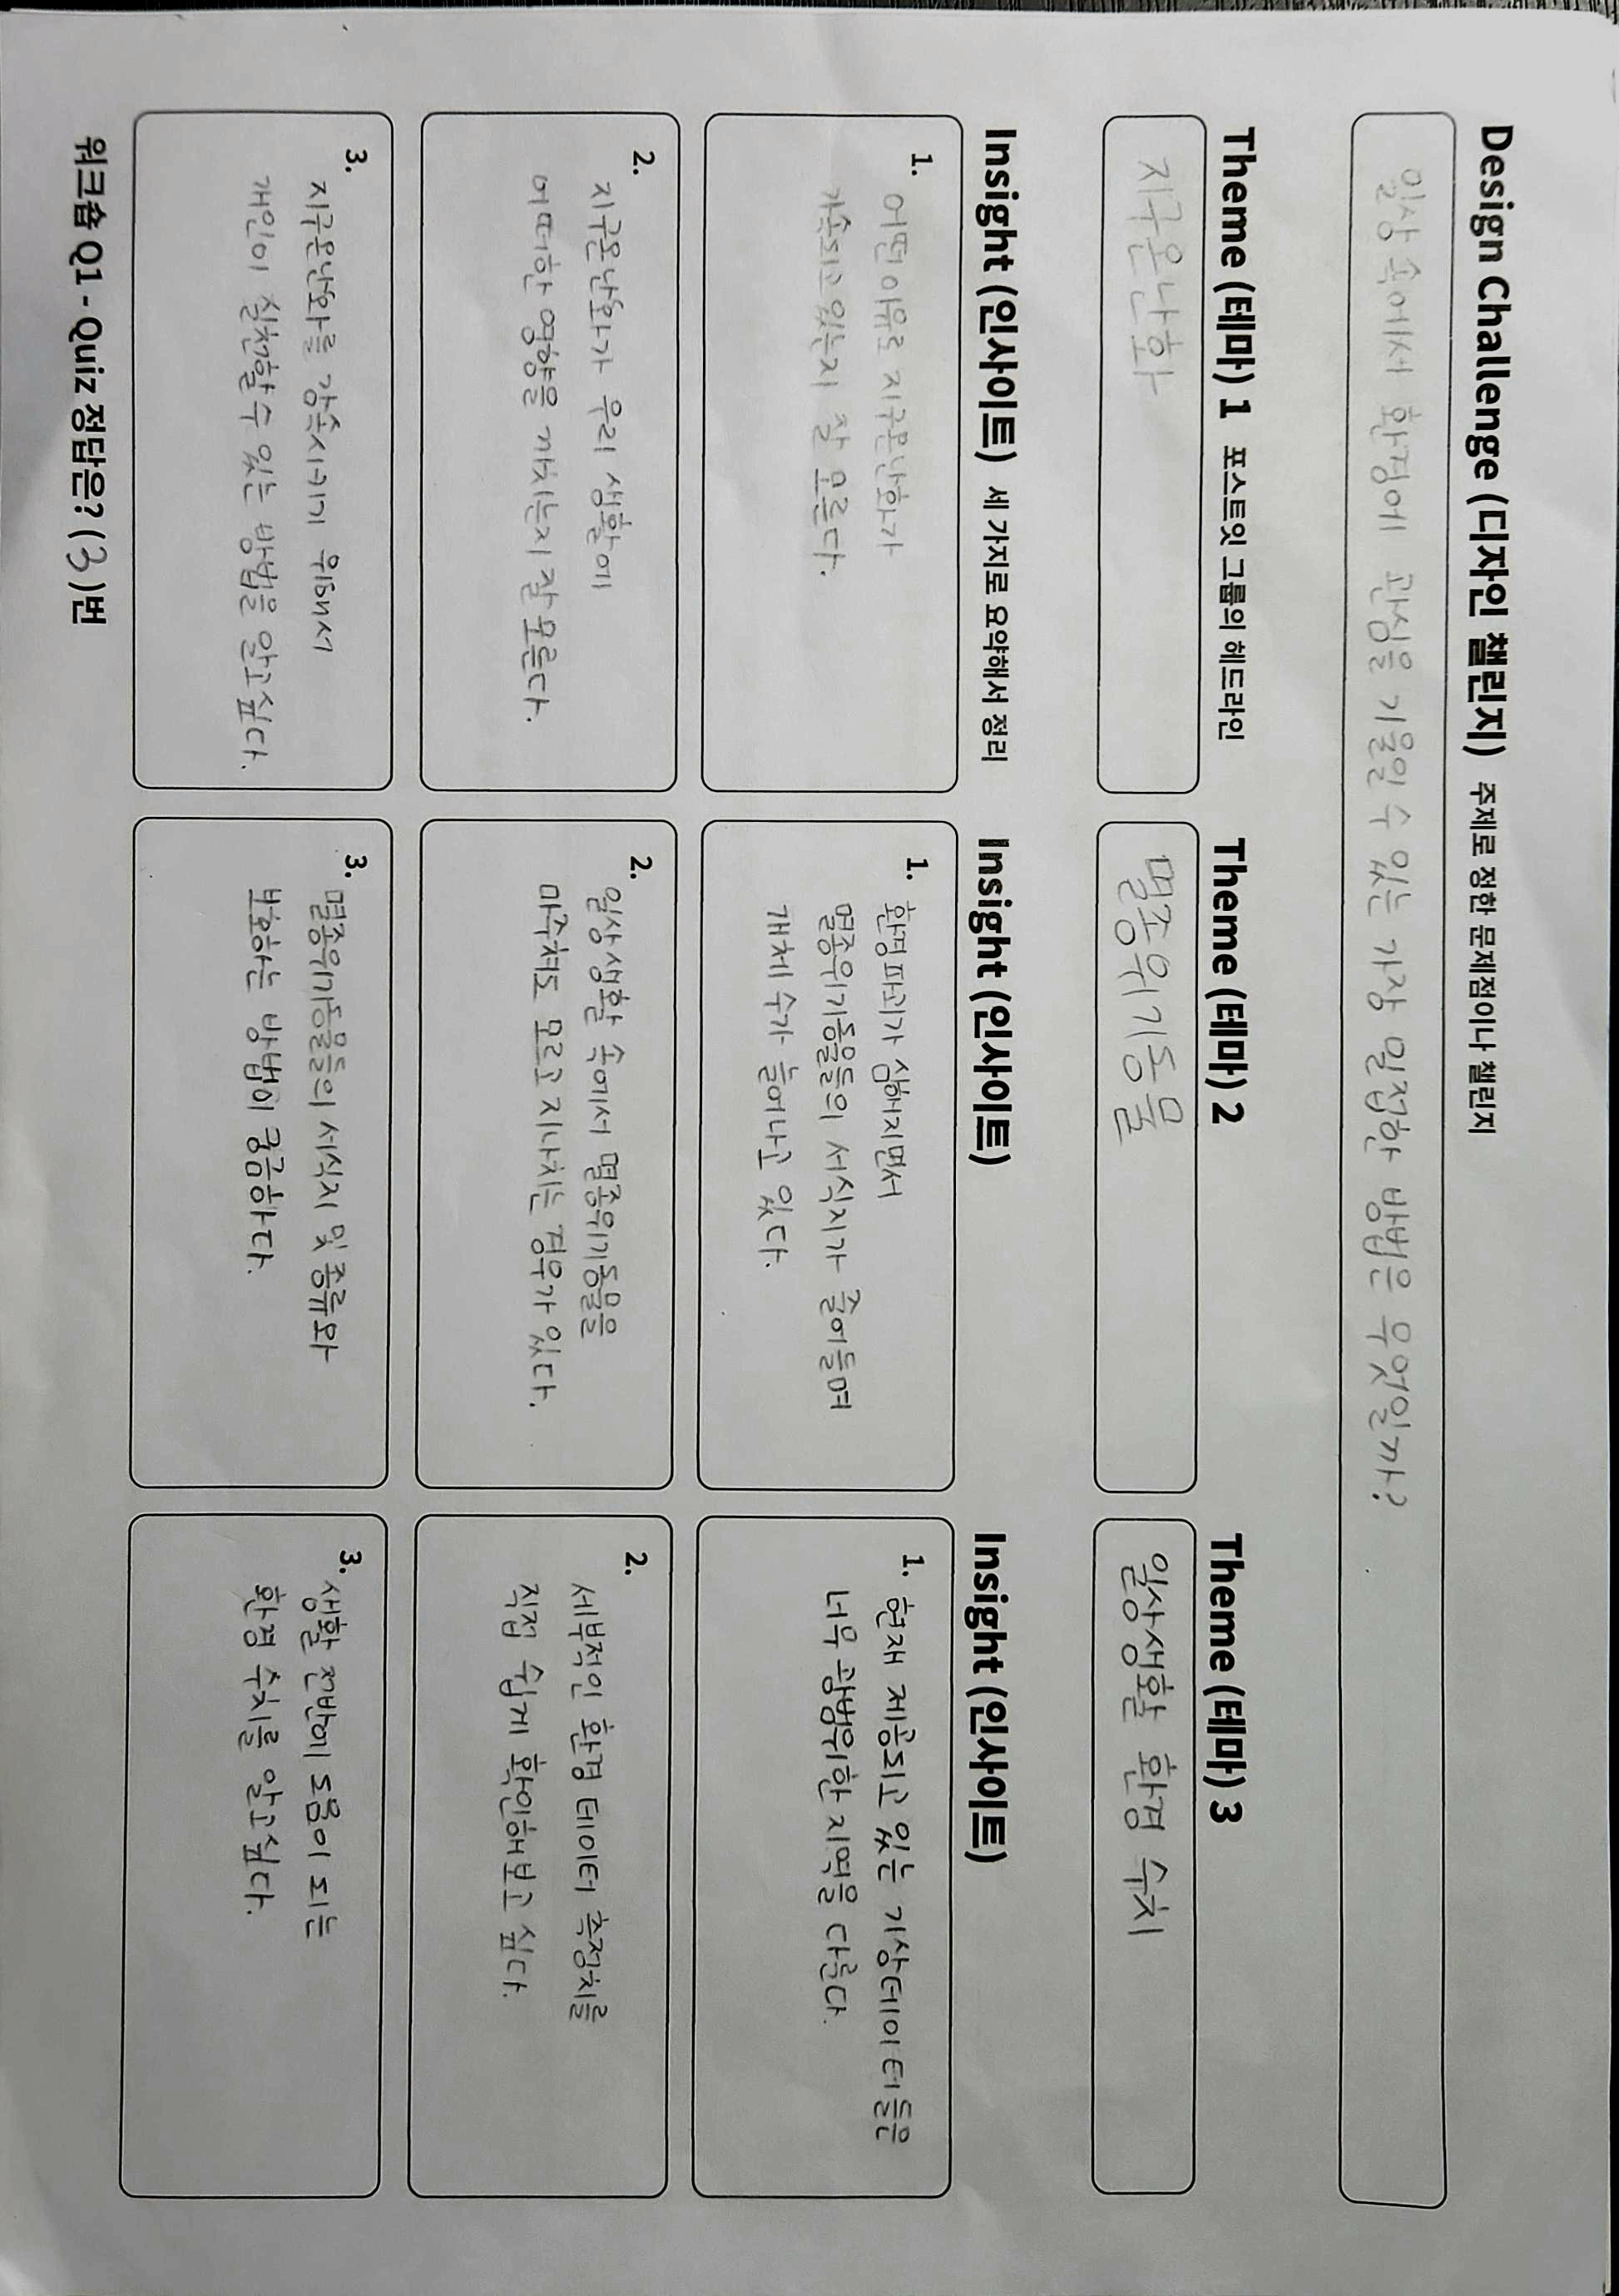 Design Challenge (디자인 챌린지) 주제로 정한 문제점이나 챌린지
일상 속에서 환경에 관심을 기울일 수 있는 가장 밀접한 방법은 무엇일까?
Theme (테마) 1 포스트잇 그룹의 헤드라인
지구온난화
Insight (인사이트) 세 가지로 요약해서 정리
1. 어떤 이유로 지구온난화가
가속되고 있는지 잘 모른다.
2. 지구온난화가 우리 생활에
어떠한 영향을 끼치는지 잘 모른다.
3. 지구온난화를 감속시키기 위해서
개인이 실천할 수 있는 방법을 알고싶다.
Theme (테마) 2
멸종위기동물
Insight (인사이트)
1. 환경파괴가 심해지면서
멸종위기동물들의 서식지가 줄어들며
개체 수가 늘어나고 있다.
2. 일상생활 속에서 멸종위기동물을
마주쳐도 모르고 지나치는 경우가 있다.
3. 멸종위기동물들의 서식지 및 종류와
보호하는 방법이 궁금하다.
Theme (테마) 3
일상생활 환경 수치
Insight (인사이트)
1. 현재 제공되고 있는 기상데이터들은
너무 광범위한 지역을 다룬다.
2. 세부적인 환경 데이터 측정치를
직접 쉽게 확인해보고 싶다.
3. 생활 전반에 도움이 되는
환경 수치를 알고싶다.
워크숍 Q1 - Quiz 정답은? (3)번